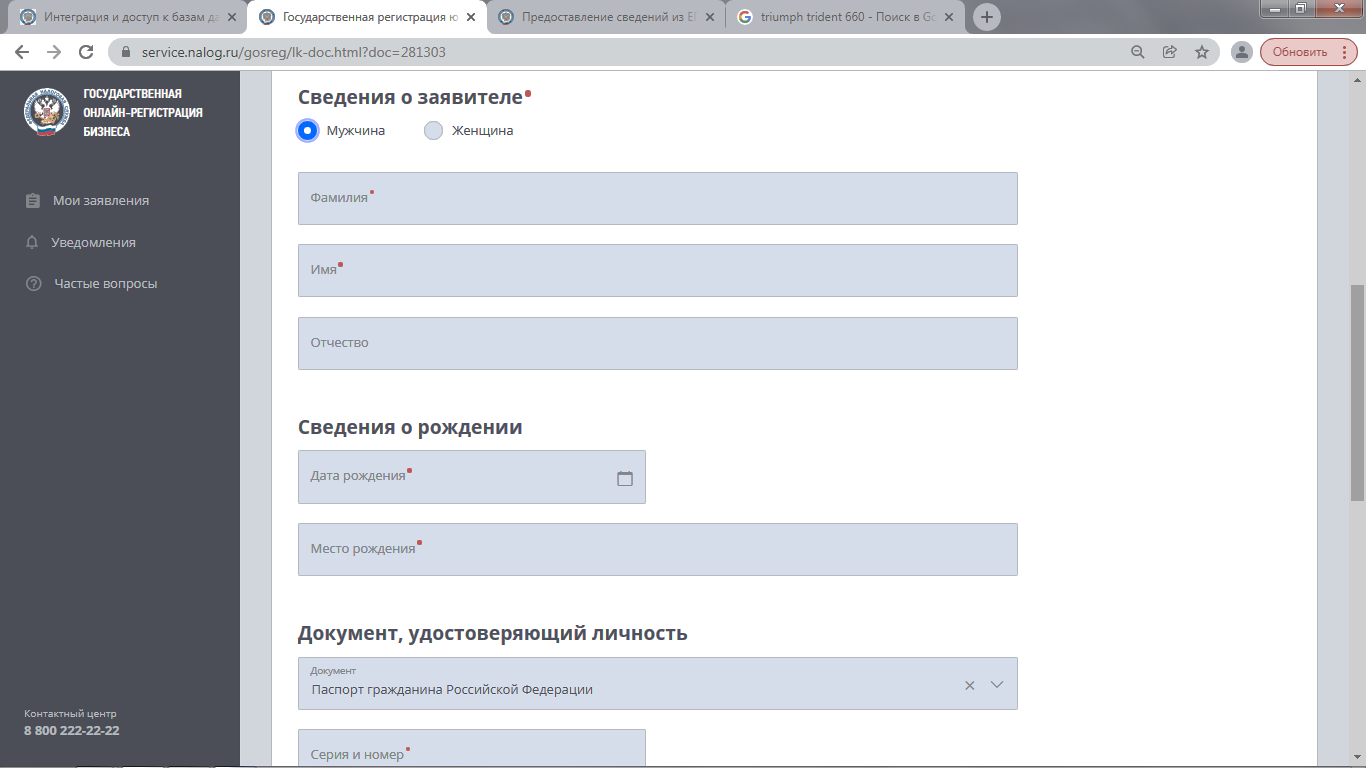 Интеграция и доступ к базам да
Государственная регистрация ю
Предоставление сведений из ЕГ
triumph trident 660 - Поиск в Go
service.nalog.ru/gosreg/lk-doc.html?doc=281303
Обновить
ГОСУДАРСТВЕННАЯ
ОНЛАЙН-РЕГИСТРАЦИЯ
БИЗНЕСА
Мои заявления
Уведомления
Частые вопросы
Контактный центр
8 800 222-22-22
Сведения о заявителе
Мужчина
Женщина
Фамилия
Имя
Отчество
Сведения о рождении
Дата рождения
Место рождения
Документ, удостоверяющий личность
Документ
Паспорт гражданина Российской Федерации
Серия и номер